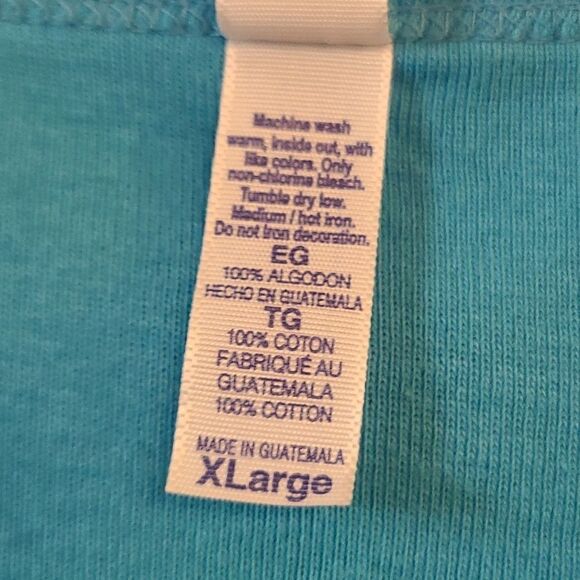 Machine wash
warm, inside out, with
like colors. Only
non-chlorine bleach.
Tumble dry low.
Medium / hot iron.
Do not iron decoration.
EG
100% ALGODON
HECHO EN GUATEMALA
TG
100% COTON
FABRIQUÉ AU
GUATEMALA
100% COTTON
MADE IN GUATEMALA
XLarge